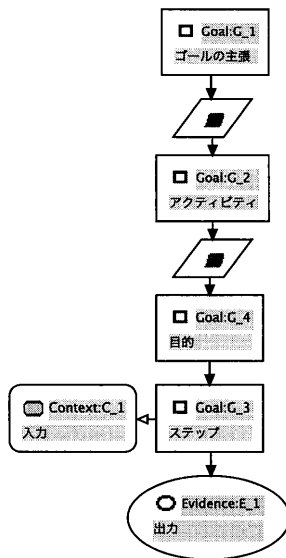 Goal:G_1
ゴールの主張
Goal:G_2
アクティビティ
Goal:G_4
目的
Context:C_1
入力
Goal:G_3
ステップ
Evidence:E_1
出力